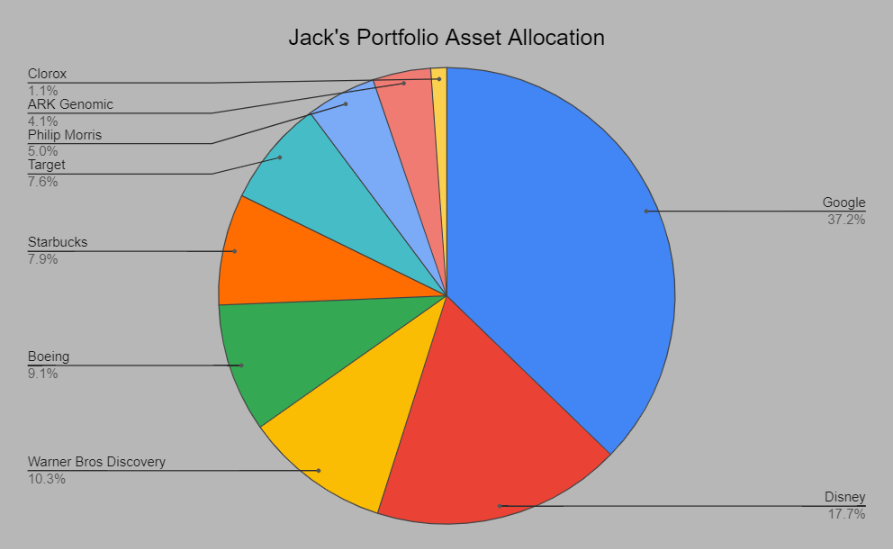 Jack's Portfolio Asset Allocation
Clorox
1.1%
ARK Genomic
4.1%
Philip Morris
5.0%
Target
7.6%
Starbucks
7.9%
Boeing
9.1%
Warner Bros Discovery
10.3%
Google
37.2%
Disney
17.7%